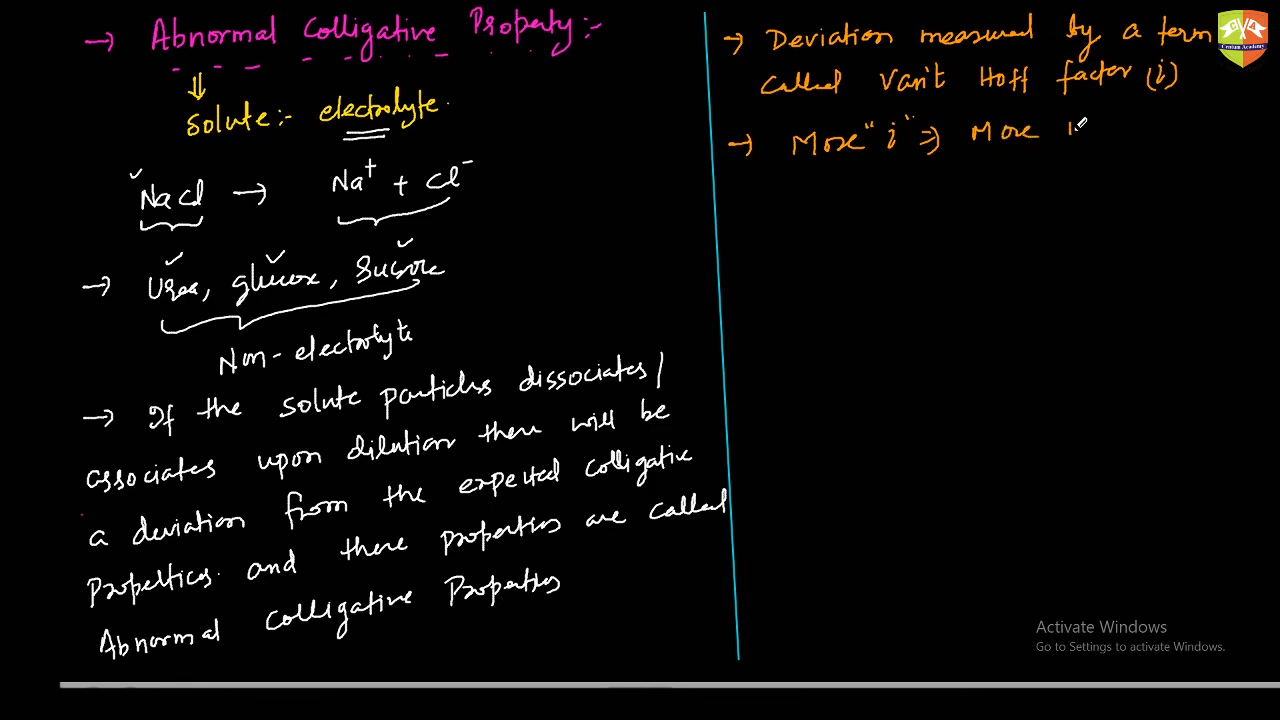 → Abnormal Colligative Property:-
⇓
Solute:- electrolyte.
NaCl → Na⁺ + Cl⁻
→ Urea, glucose, Sucrose
Non-electrolyte
→ If the solute particles dissociates/
associates upon dilution there will be
a deviation from the expected colligative
Properties. and these properties are called
Abnormal Colligative Properties
→ Deviation measured by a term
Called Van't Hoff factor (i)
→ More "i" ⇒ More
Centum Academy
Activate Windows
Go to Settings to activate Windows.